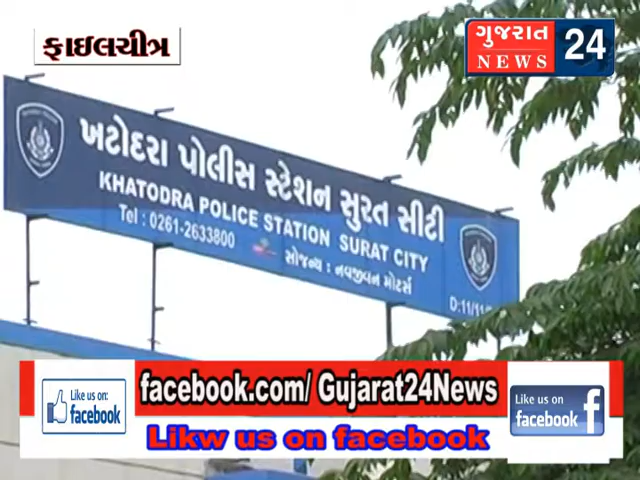 ફાઇલચીત્ર
ગુજરાત
NEWS
24
ખટોદરા પોલીસ સ્ટેશન સુરત સીટી
KHATODRA POLICE STATION SURAT CITY
Tel : 0261-2633800
સૌજન્ય : નવજીવન મોટર્સ
Like us on:
facebook
facebook.com/ Gujarat24News
Like us on
facebook
f
Likw us on facebook